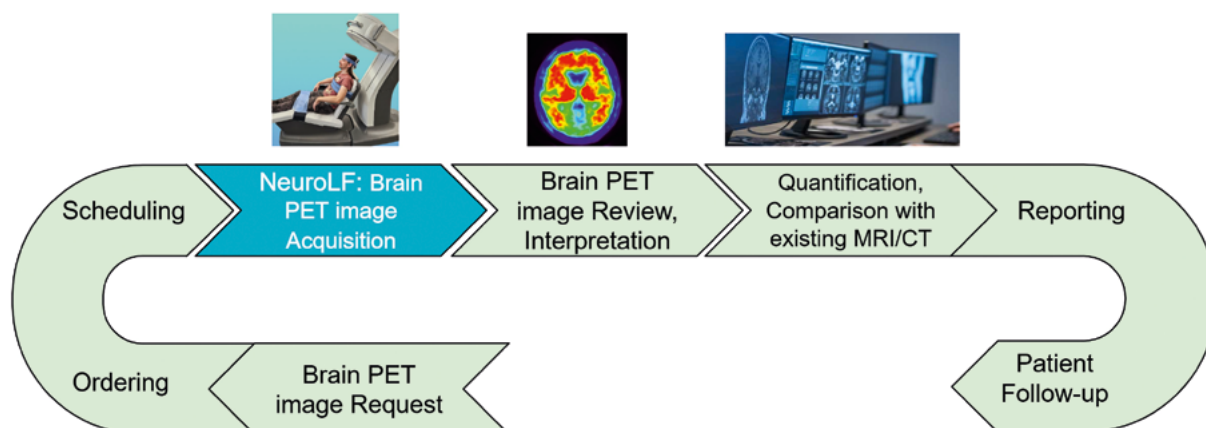 Scheduling
NeuroLF: Brain
PET image
Acquisition
Brain PET
image Review,
Interpretation
Quantification,
Comparison with
existing MRI/CT
Reporting
Ordering
Brain PET
image Request
Patient
Follow-up